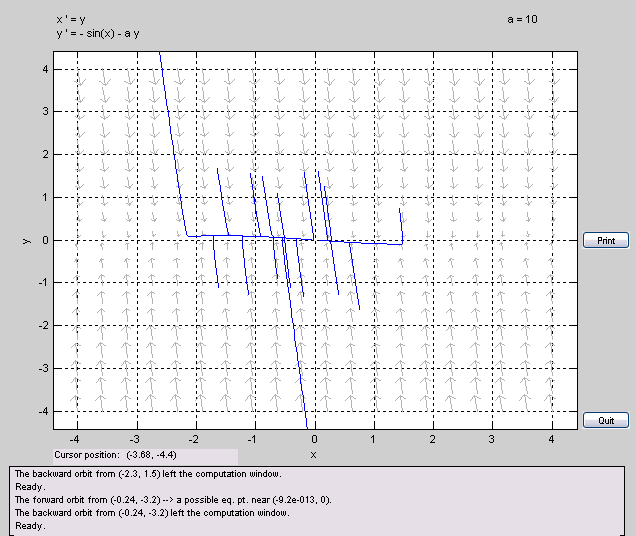 x ' = y
y ' = - sin(x) - a y
a = 10
4
3
2
1
0
-1
-2
-3
-4
y
-4
-3
-2
-1
0
1
2
3
4
x
Print
Quit
Cursor position: (-3.68, -4.4)
The backward orbit from (-2.3, 1.5) left the computation window.
Ready.
The forward orbit from (-0.24, -3.2) --> a possible eq. pt. near (-9.2e-013, 0).
The backward orbit from (-0.24, -3.2) left the computation window.
Ready.